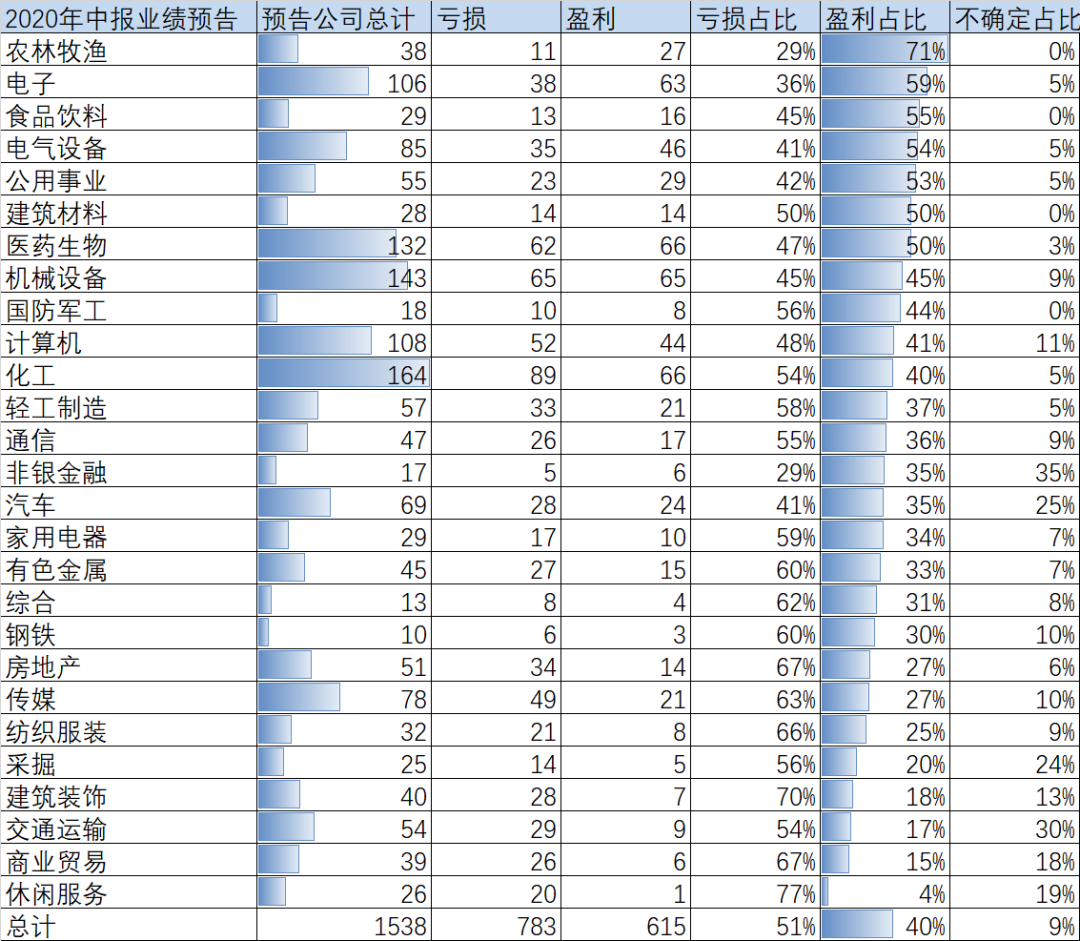 2020年中报业绩预告 预告公司总计 亏损 盈利 亏损占比 盈利占比 不确定占比
农林牧渔 38 11 27 29% 71% 0%
电子 106 38 63 36% 59% 5%
食品饮料 29 13 16 45% 55% 0%
电气设备 85 35 46 41% 54% 5%
公用事业 55 23 29 42% 53% 5%
建筑材料 28 14 14 50% 50% 0%
医药生物 132 62 66 47% 50% 3%
机械设备 143 65 65 45% 45% 9%
国防军工 18 10 8 56% 44% 0%
计算机 108 52 44 48% 41% 11%
化工 164 89 66 54% 40% 5%
轻工制造 57 33 21 58% 37% 5%
通信 47 26 17 55% 36% 9%
非银金融 17 5 6 29% 35% 35%
汽车 69 28 24 41% 35% 25%
家用电器 29 17 10 59% 34% 7%
有色金属 45 27 15 60% 33% 7%
综合 13 8 4 62% 31% 8%
钢铁 10 6 3 60% 30% 10%
房地产 51 34 14 67% 27% 6%
传媒 78 49 21 63% 27% 10%
纺织服装 32 21 8 66% 25% 9%
采掘 25 14 5 56% 20% 24%
建筑装饰 40 28 7 70% 18% 13%
交通运输 54 29 9 54% 17% 30%
商业贸易 39 26 6 67% 15% 18%
休闲服务 26 20 1 77% 4% 19%
总计 1538 783 615 51% 40% 9%